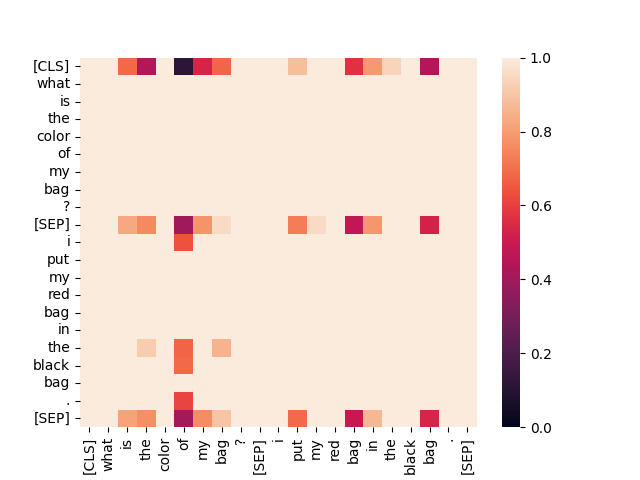 [CLS]
what
is
the
color
of
my
bag
?
[SEP]
i
put
my
red
bag
in
the
black
bag
.
[SEP]
[CLS]
what
is
the
color
of
my
bag
?
[SEP]
i
put
my
red
bag
in
the
black
bag
.
[SEP]
1.0
0.8
0.6
0.4
0.2
0.0